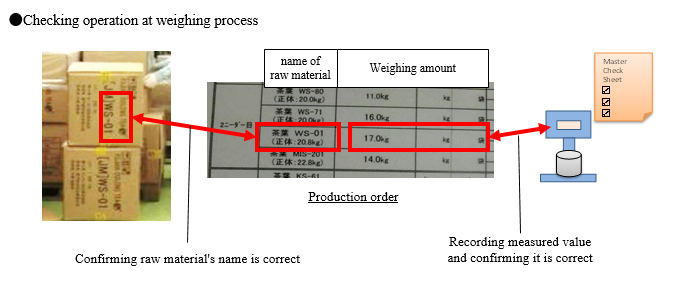 ●Checking operation at weighing process
name of
raw material
Weighing amount
Master
Check
Sheet
[JM]WS-01
[JM]WS-01
茶葉 WS-80
(正体:20.0kg)
11.0kg
kg
袋
茶葉 WS-71
(正体:20.0kg)
16.0kg
kg
袋
2ニーダー目
茶葉 WS-01
(正体:20.8kg)
17.0kg
kg
袋
茶葉 MIS-201
(正体:22.8kg)
14.0kg
kg
袋
茶葉 KS-61
Production order
Confirming raw material's name is correct
Recording measured value
and confirming it is correct